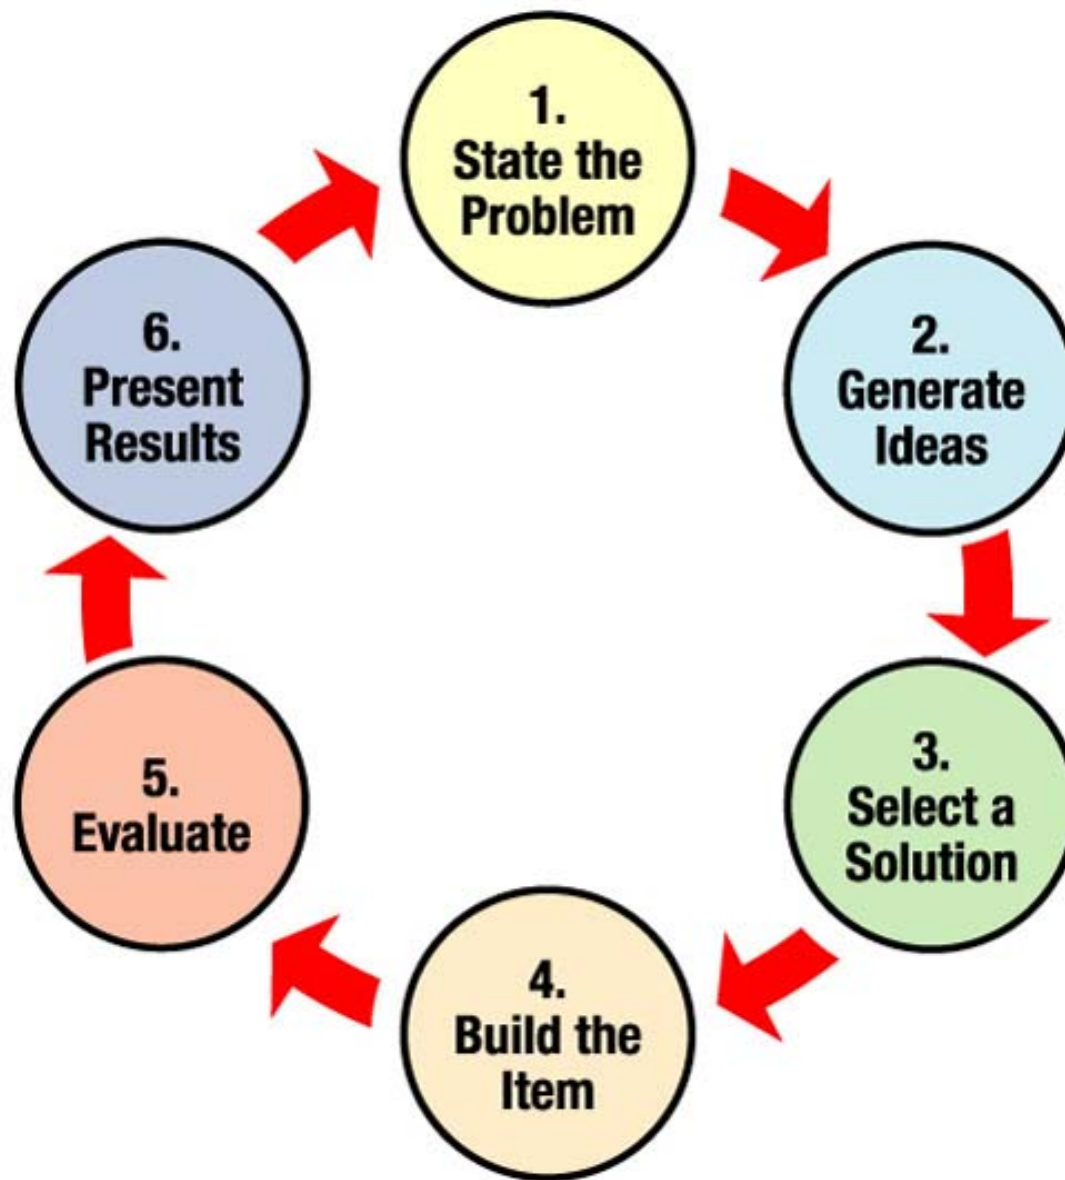 1.
State the
Problem
2.
Generate
Ideas
3.
Select a
Solution
4.
Build the
Item
5.
Evaluate
6.
Present
Results